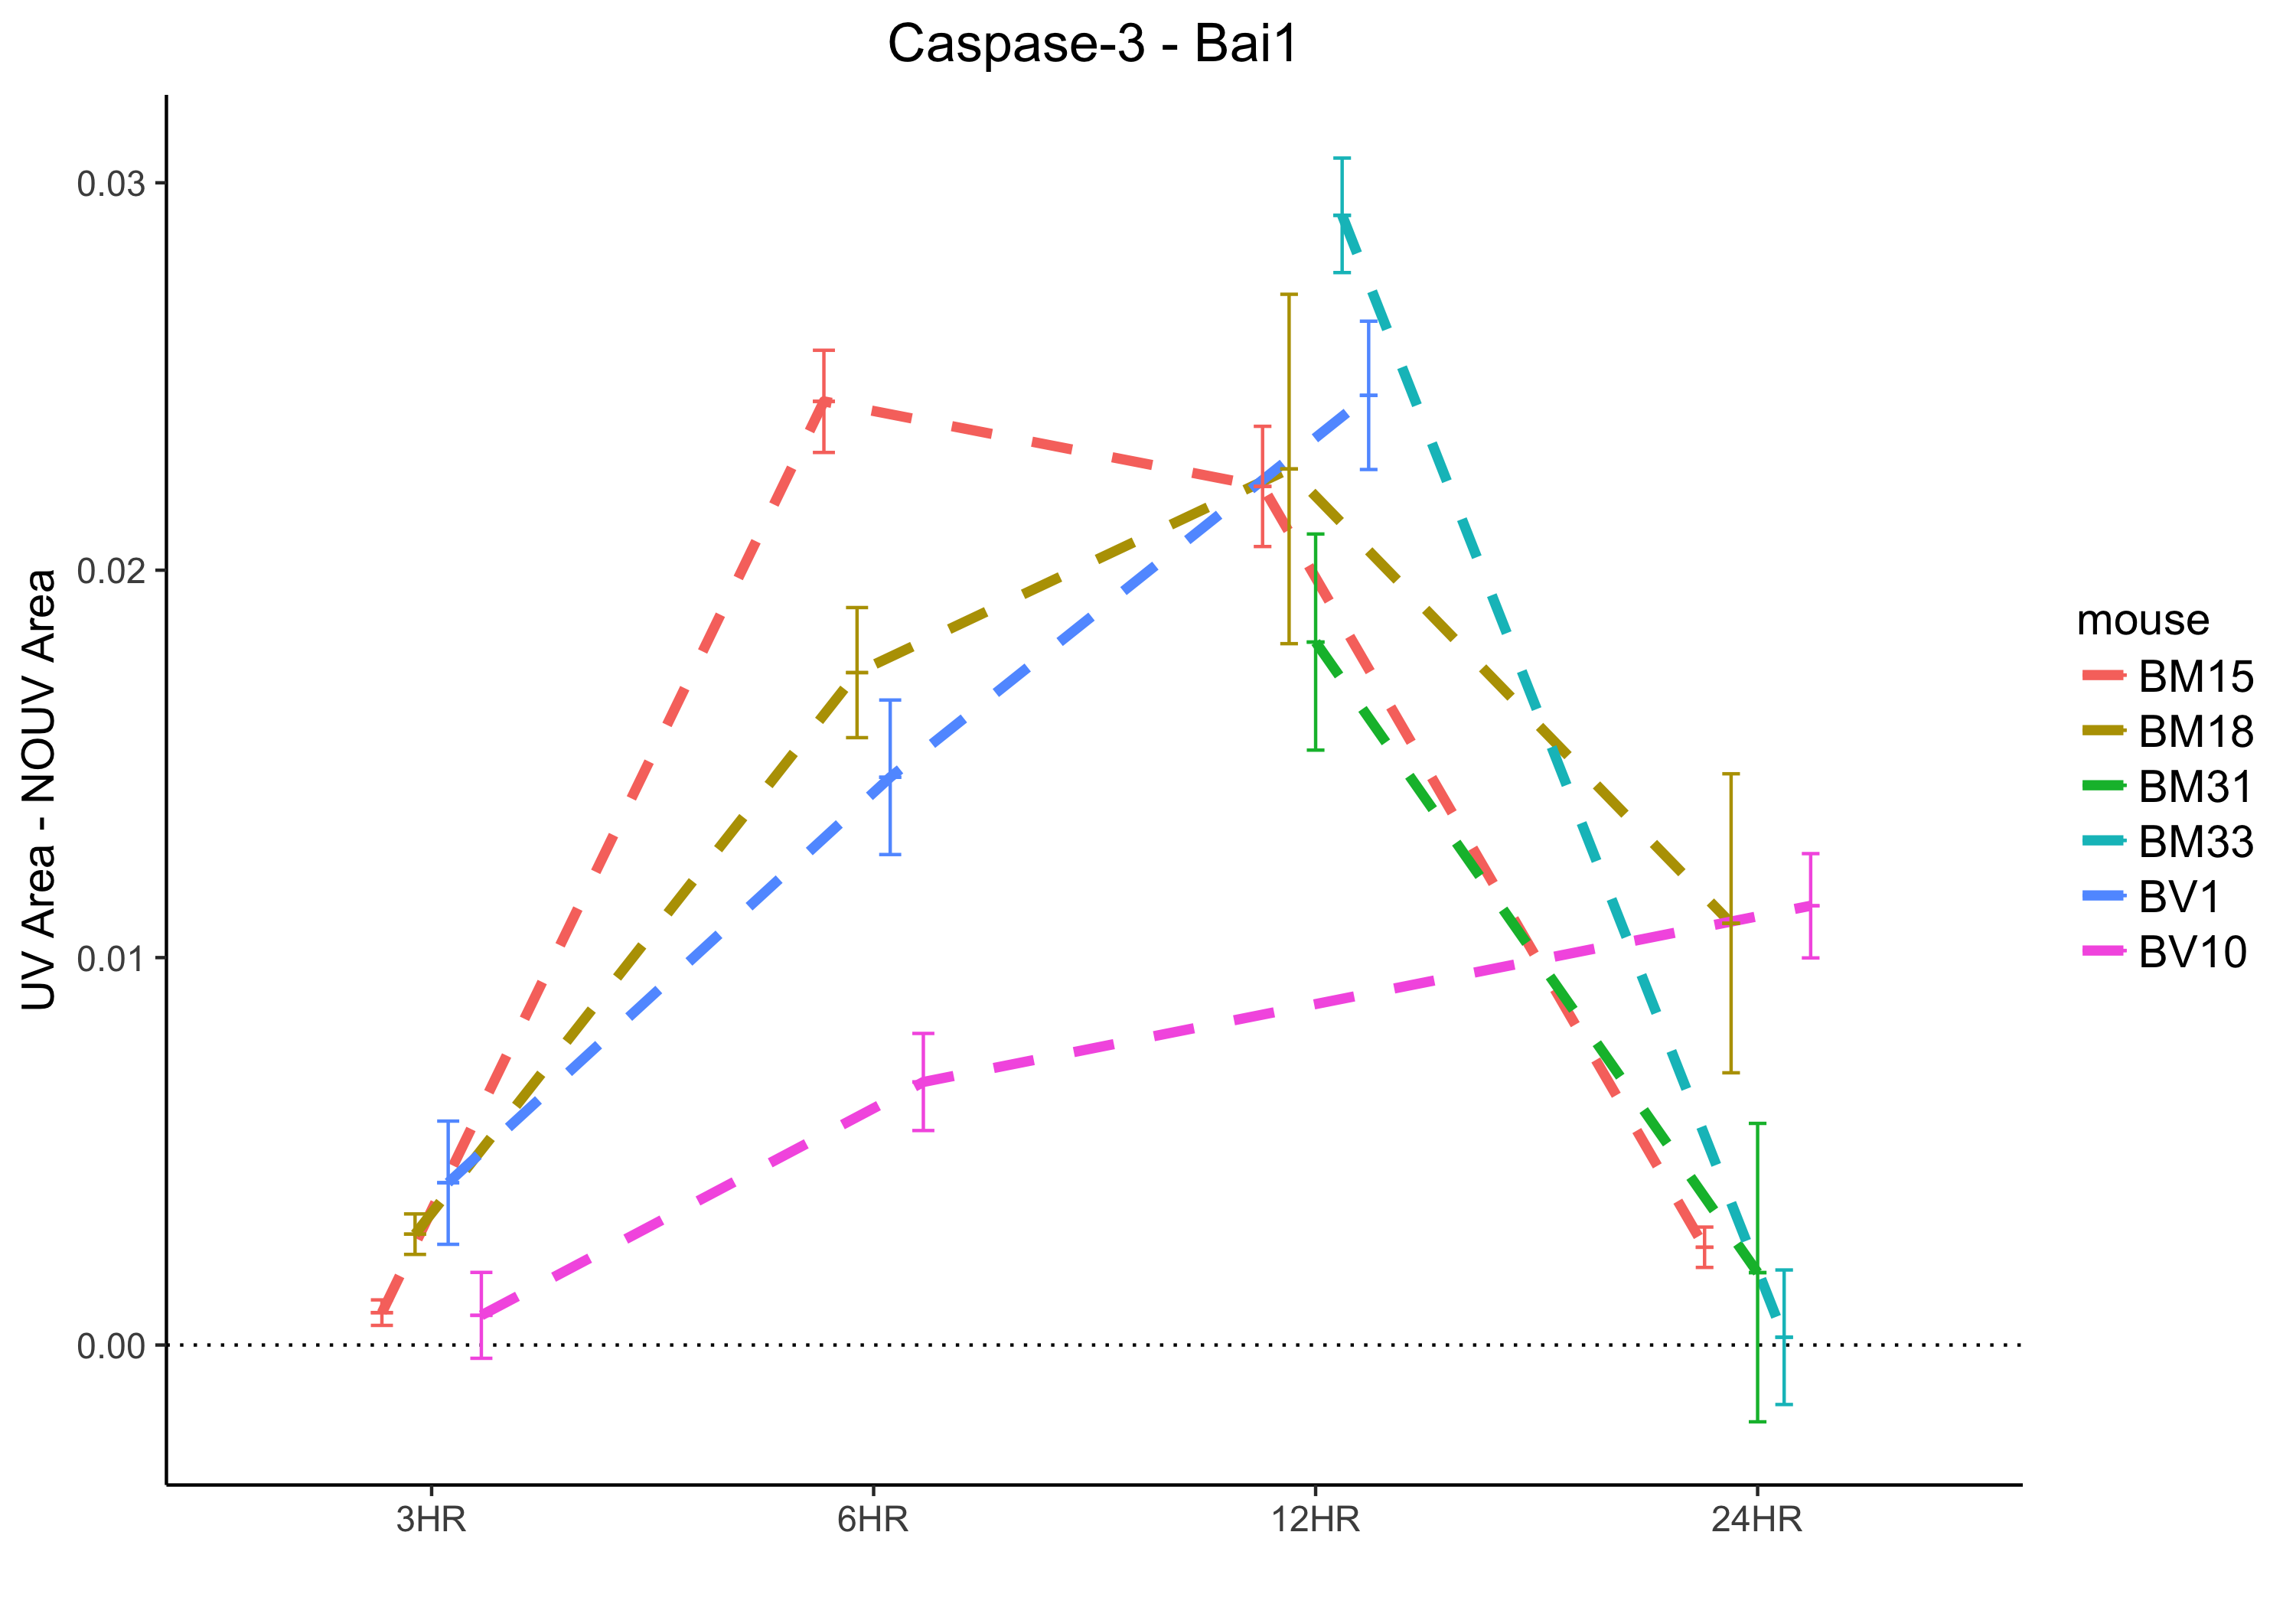 Caspase-3 - Bai1
UV Area - NOUV Area
0.03
0.02
0.01
0.00
3HR
6HR
12HR
24HR
mouse
BM15
BM18
BM31
BM33
BV1
BV10